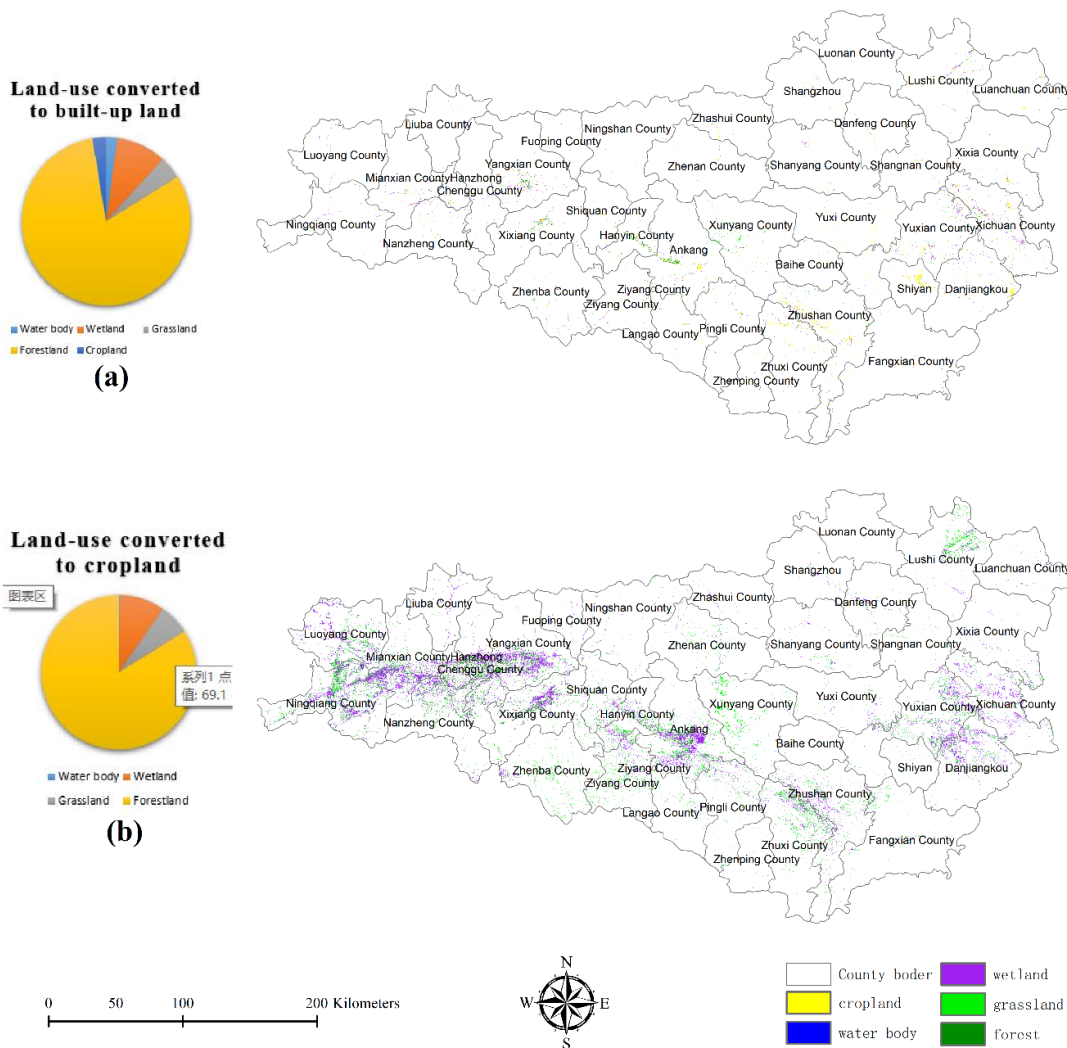 Land-use converted
to built-up land
Water body Wetland Grassland
Forestland Cropland
(a)
Luonan County
Lushi County
Shangzhou
Luanchuan County
Liuba County
Zhashui County
Danfeng County
Fuoping County
Ningshan County
Luoyang County
Xixia County
Yangxian County
Zhenan County
Shanyang County
Shangnan County
Mianxian County
Hanzhong
Chenggu County
Shiquan County
Ningqiang County
Xunyang County
Yuxi County
Yuxian County
Xichuan County
Nanzheng County
Xixiang County
Hanyin County
Ankang
Baihe County
Zhenba County
Ziyang County
Shiyan
Danjiangkou
Ziyang County
Zhushan County
Langao County
Pingli County
Fangxian County
Zhuxi County
Zhenping County
Land-use converted
to cropland
图表区
系列1 点
值: 69.1
Water body Wetland
Grassland Forestland
(b)
Luonan County
Lushi County
Shangzhou
Luanchuan County
Liuba County
Zhashui County
Danfeng County
Fuoping County
Ningshan County
Luoyang County
Xixia County
Yangxian County
Zhenan County
Shanyang County
Shangnan County
Mianxian County
Hanzhong
Chenggu County
Shiquan County
Ningqiang County
Xunyang County
Yuxi County
Yuxian County
Xichuan County
Nanzheng County
Xixiang County
Hanyin County
Ankang
Baihe County
Zhenba County
Ziyang County
Shiyan
Danjiangkou
Ziyang County
Zhushan County
Langao County
Pingli County
Fangxian County
Zhuxi County
Zhenping County
0 50 100 200 Kilometers
N
W E
S
County boder
wetland
cropland
grassland
water body
forest